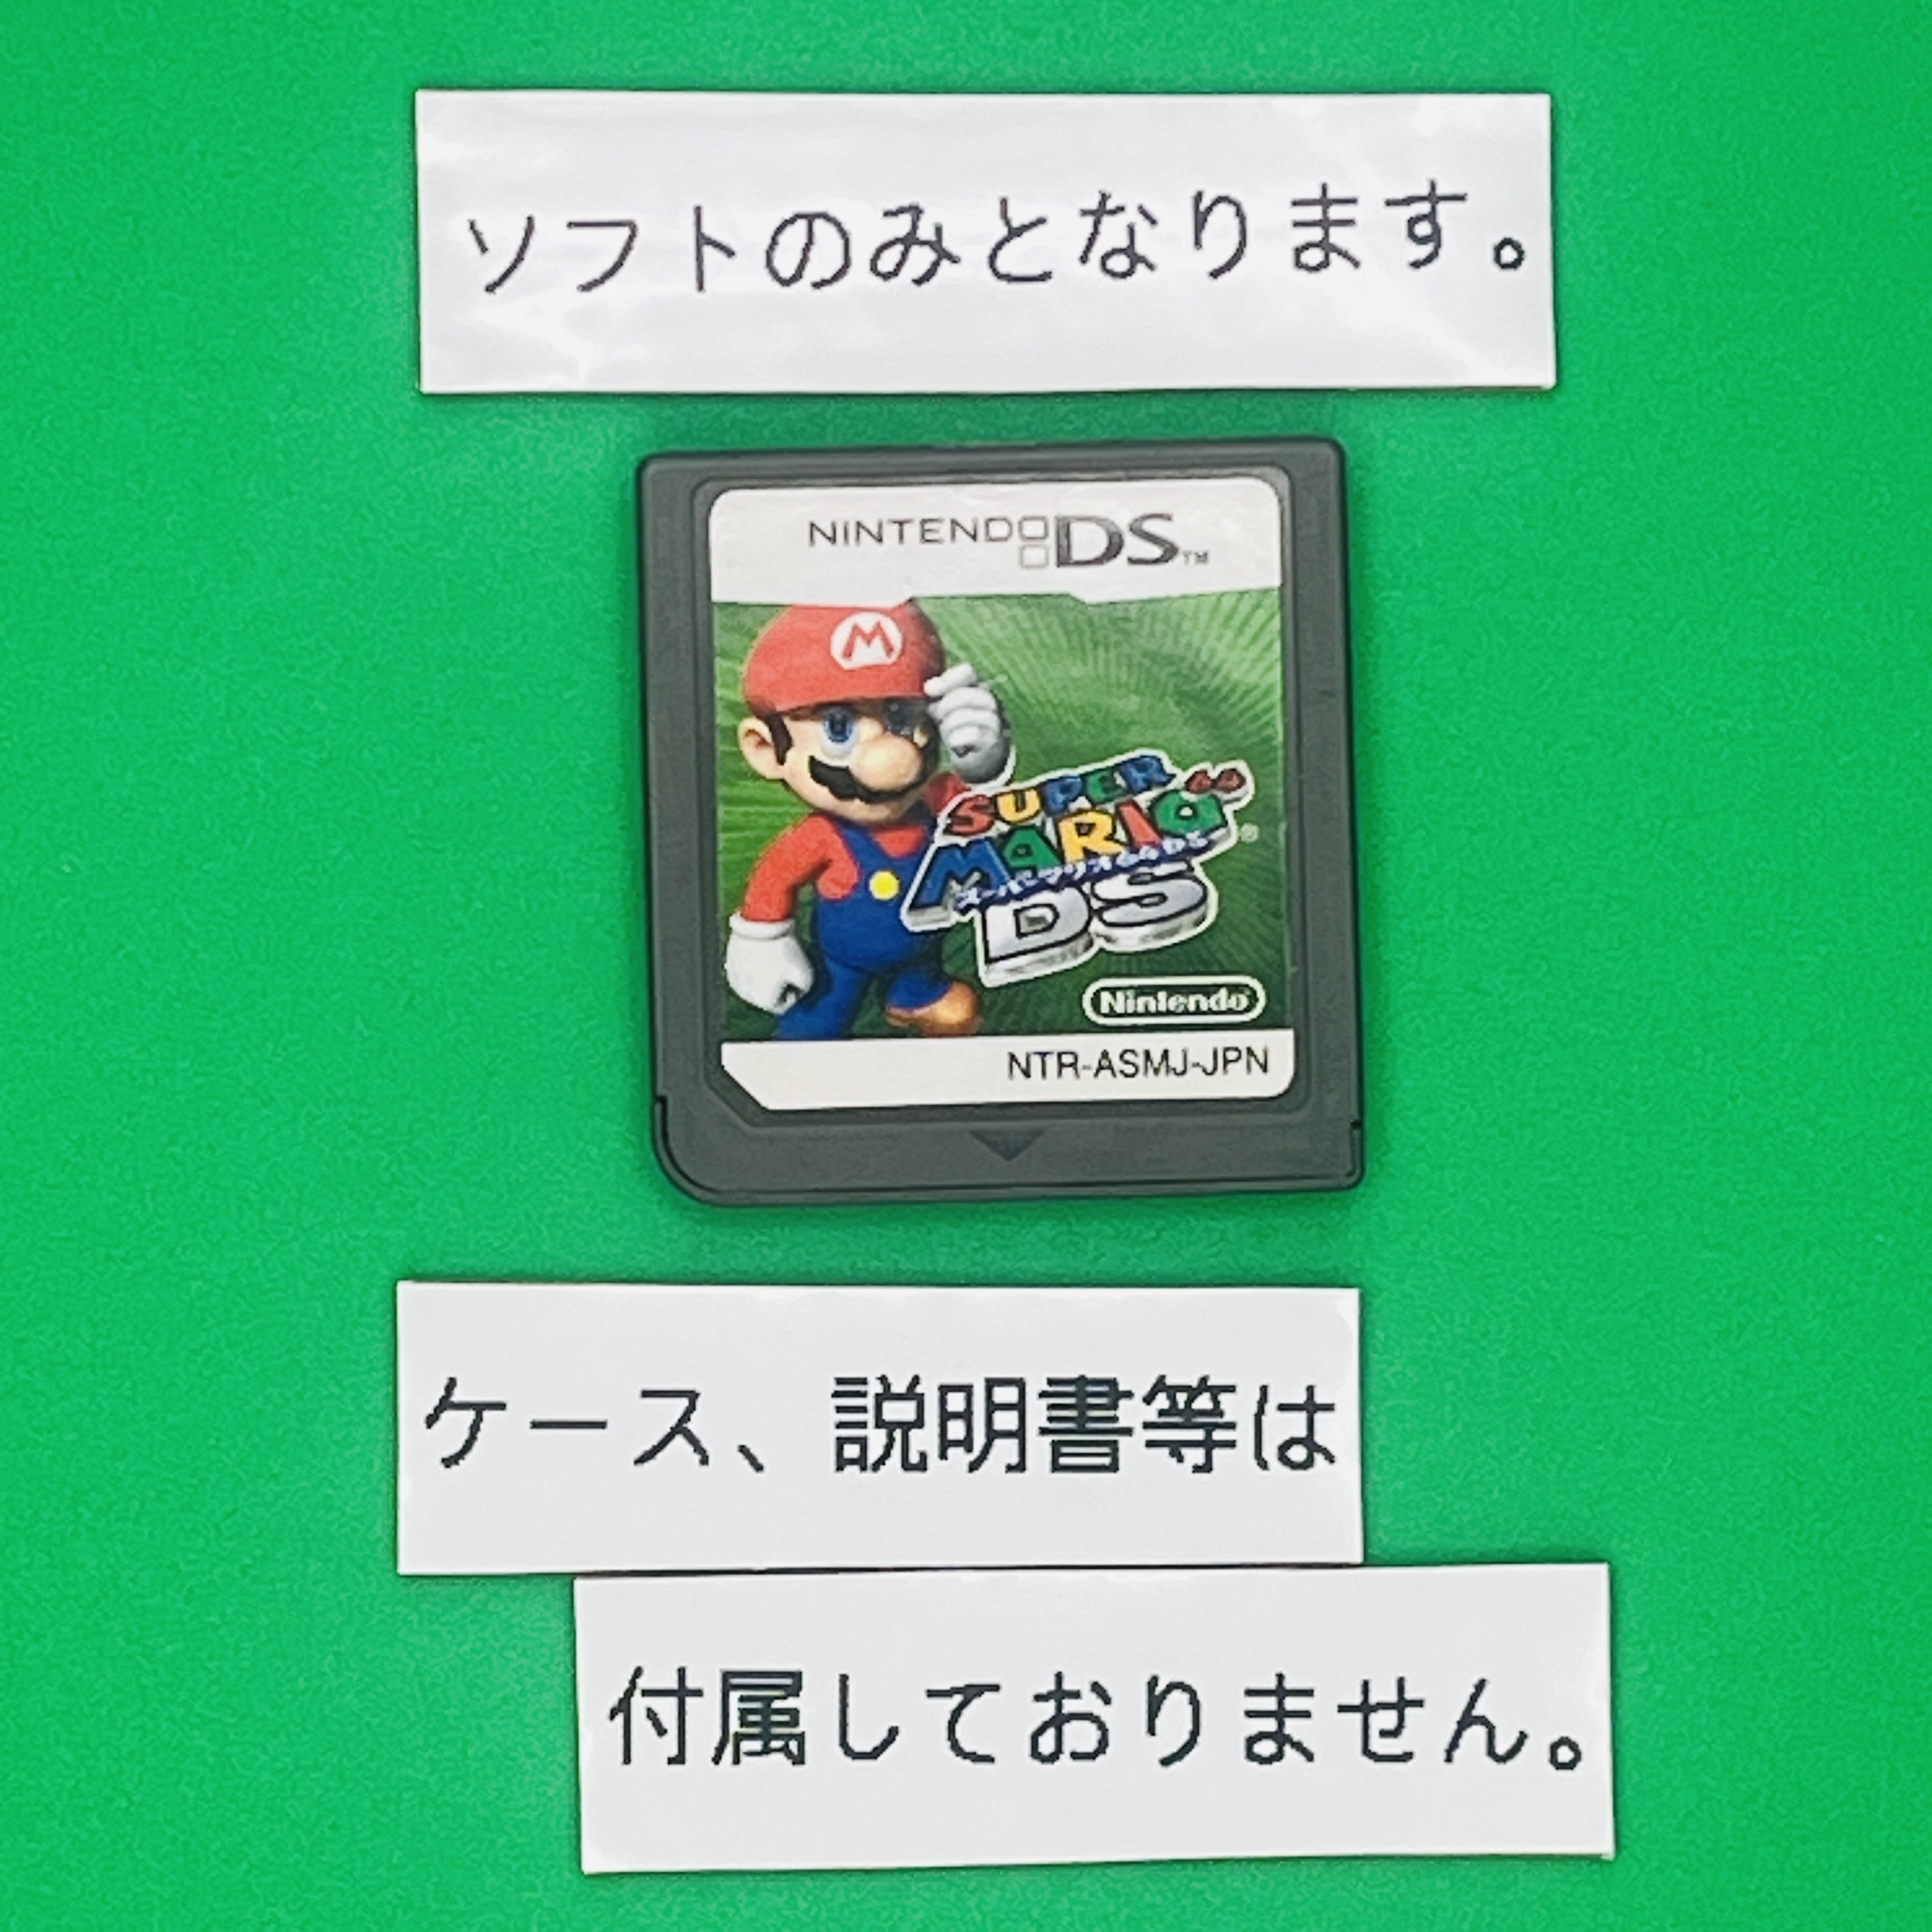 ソフトのみとなります。
NINTENDO DS™
M
SUPER
MARIO 64
スーパーマリオ64DS
DS
Nintendo
NTR-ASMJ-JPN
ケース、説明書等は
付属しておりません。